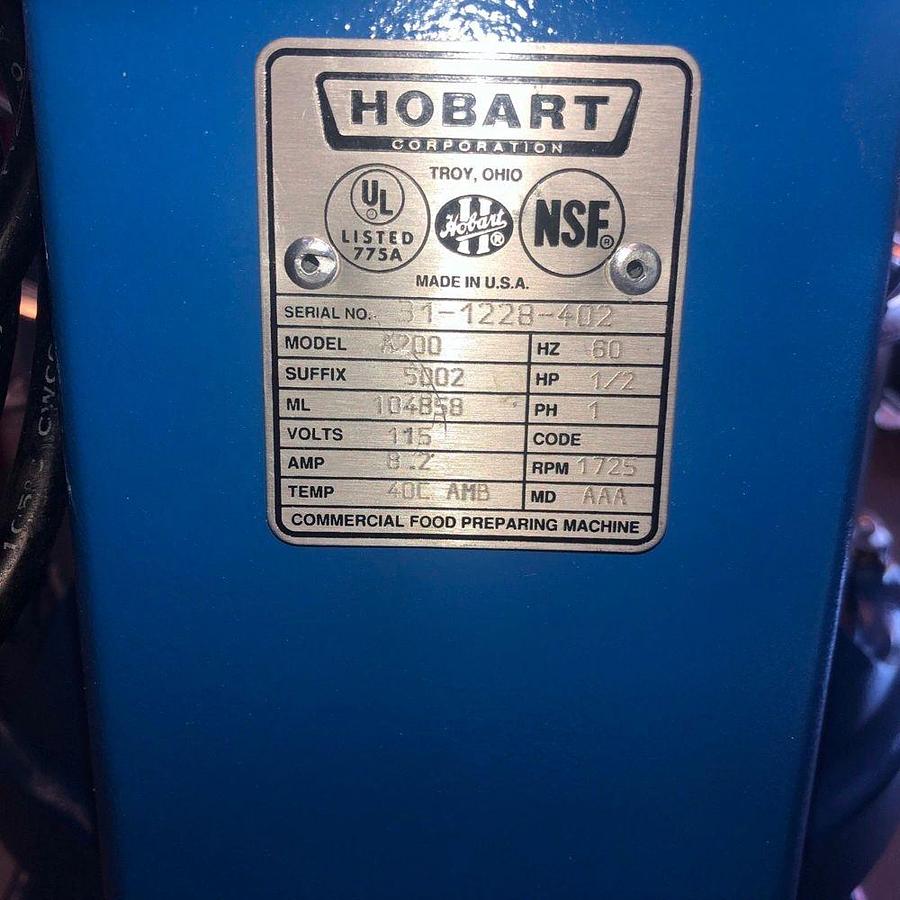 HOBART
CORPORATION
TROY, OHIO
UL
LISTED
775A
Hobart ®
NSF®
MADE IN U.S.A.
SERIAL NO. 31-1228-402
MODEL A200 HZ 60
SUFFIX 5002 HP 1/2
ML 104858 PH 1
VOLTS 115 CODE
AMP 8.2 RPM 1725
TEMP 40C AMB MD AAA
COMMERCIAL FOOD PREPARING MACHINE